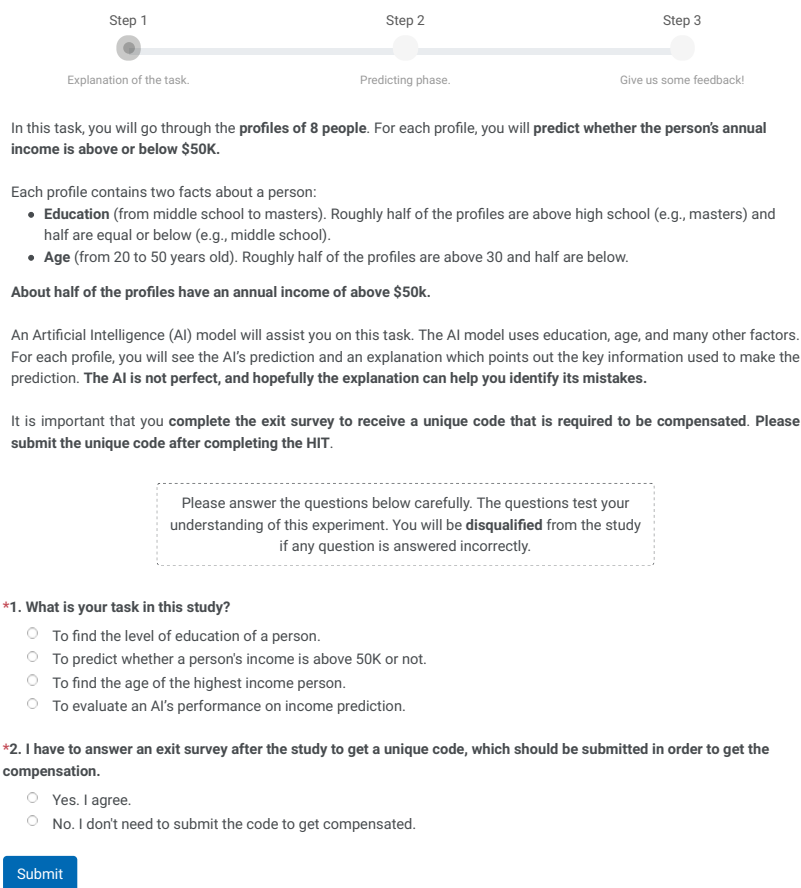 Step 1 Step 2 Step 3
Explanation of the task. Predicting phase. Give us some feedback!
In this task, you will go through the profiles of 8 people. For each profile, you will predict whether the person's annual
income is above or below $50K.
Each profile contains two facts about a person:
• Education (from middle school to masters). Roughly half of the profiles are above high school (e.g., masters) and
half are equal or below (e.g., middle school).
• Age (from 20 to 50 years old). Roughly half of the profiles are above 30 and half are below.
About half of the profiles have an annual income of above $50k.
An Artificial Intelligence (AI) model will assist you on this task. The AI model uses education, age, and many other factors.
For each profile, you will see the AI's prediction and an explanation which points out the key information used to make the
prediction. The AI is not perfect, and hopefully the explanation can help you identify its mistakes.
It is important that you complete the exit survey to receive a unique code that is required to be compensated. Please
submit the unique code after completing the HIT.
Please answer the questions below carefully. The questions test your
understanding of this experiment. You will be disqualified from the study
if any question is answered incorrectly.
*1. What is your task in this study?
To find the level of education of a person.
To predict whether a person's income is above 50K or not.
To find the age of the highest income person.
To evaluate an AI's performance on income prediction.
*2. I have to answer an exit survey after the study to get a unique code, which should be submitted in order to get the
compensation.
Yes. I agree.
No. I don't need to submit the code to get compensated.
Submit